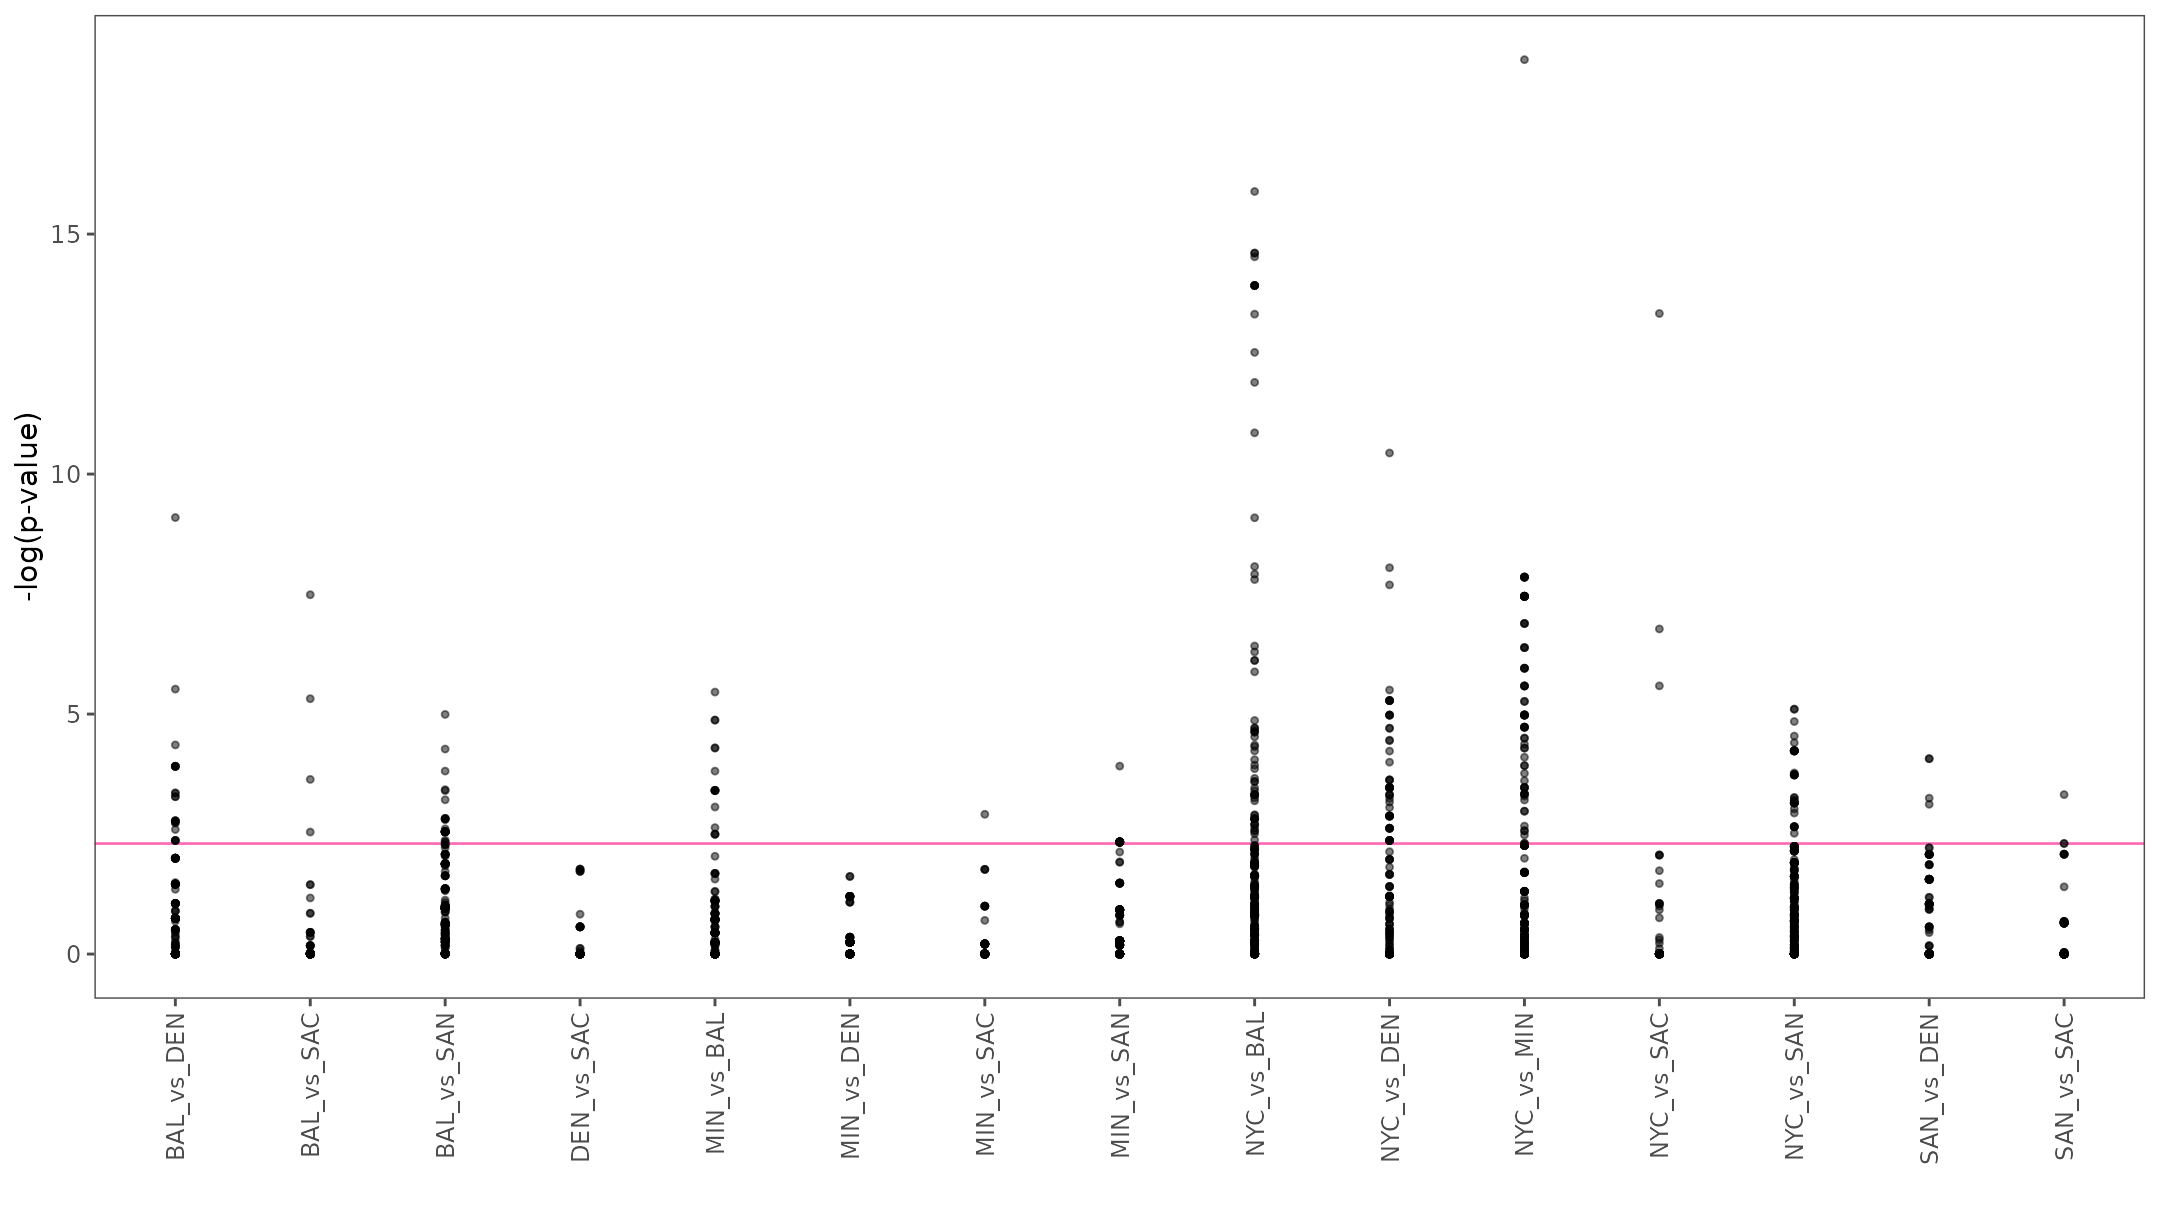 -log(p-value)
15
10
5
0
BAL_vs_DEN
BAL_vs_SAC
BAL_vs_SAN
DEN_vs_SAC
MIN_vs_BAL
MIN_vs_DEN
MIN_vs_SAC
MIN_vs_SAN
NYC_vs_BAL
NYC_vs_DEN
NYC_vs_MIN
NYC_vs_SAC
NYC_vs_SAN
SAN_vs_DEN
SAN_vs_SAC